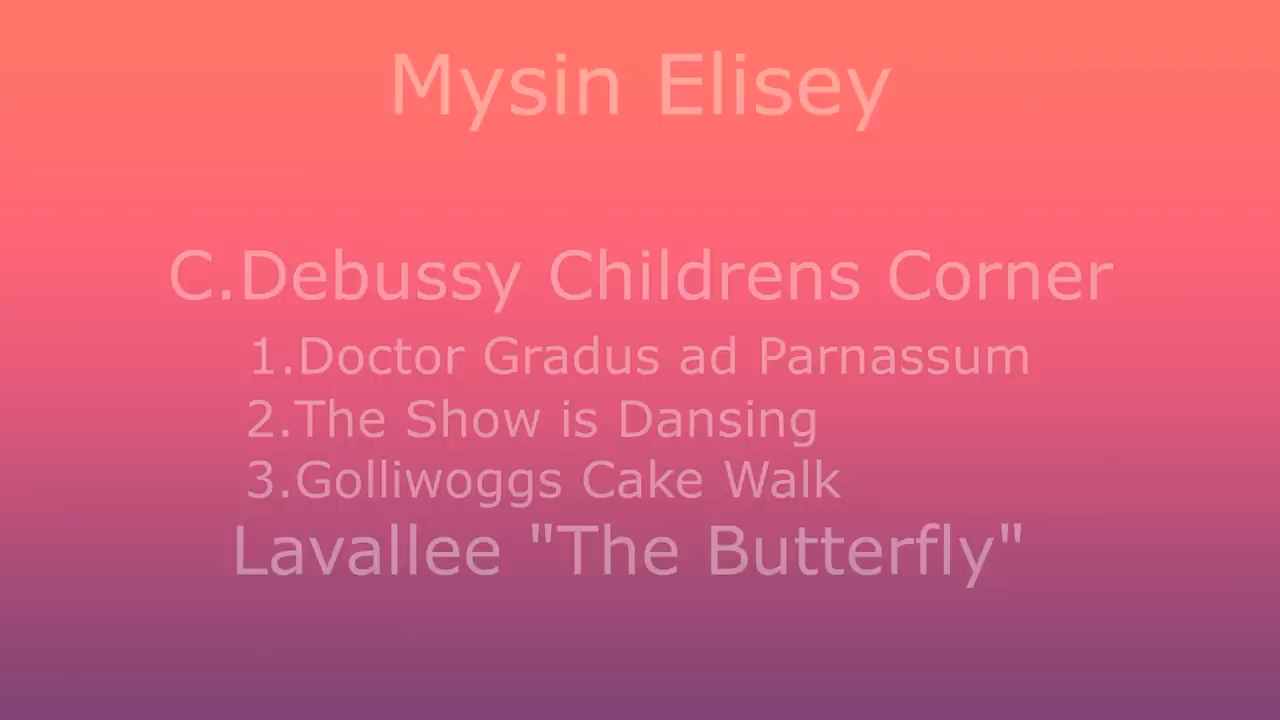 Mysin Elisey
C.Debussy Childrens Corner
1.Doctor Gradus ad Parnassum
2.The Show is Dansing
3.Golliwoggs Cake Walk
Lavallee "The Butterfly"